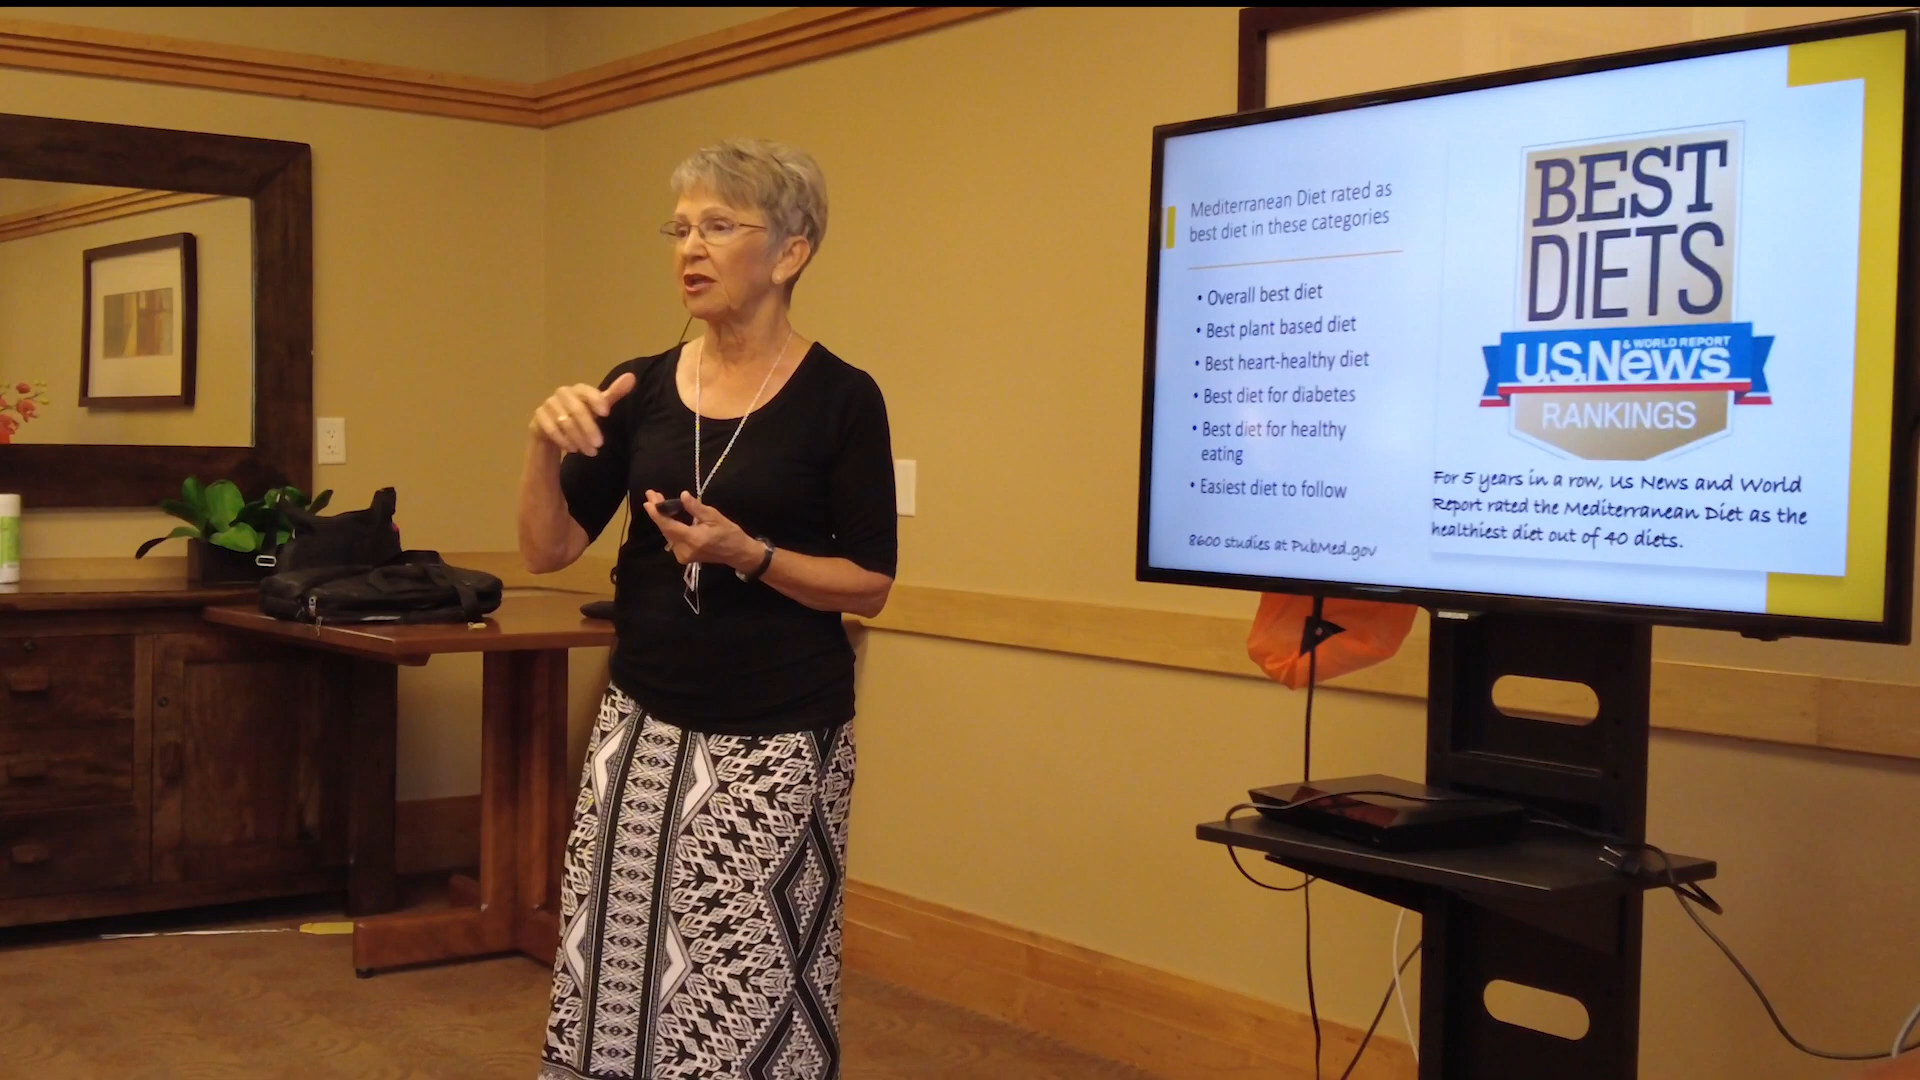 Mediterranean Diet rated as
best diet in these categories
• Overall best diet
• Best plant based diet
• Best heart-healthy diet
• Best diet for diabetes
• Best diet for healthy
eating
• Easiest diet to follow
8600 studies at PubMed.gov
BEST
DIETS
& WORLD REPORT
U.S.News
RANKINGS
For 5 years in a row, us News and World
Report rated the Mediterranean Diet as the
healthiest diet out of 40 diets.